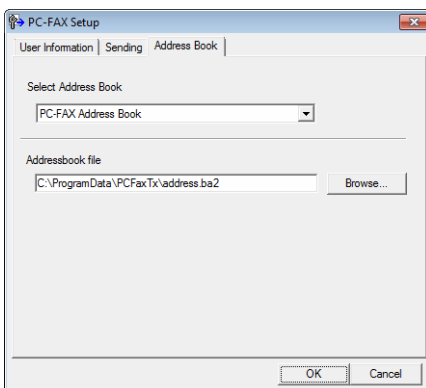 PC-FAX Setup
User Information Sending Address Book
Select Address Book
PC-FAX Address Book
Addressbook file
C:\ProgramData\PCFaxTx\address.ba2 Browse...
OK Cancel